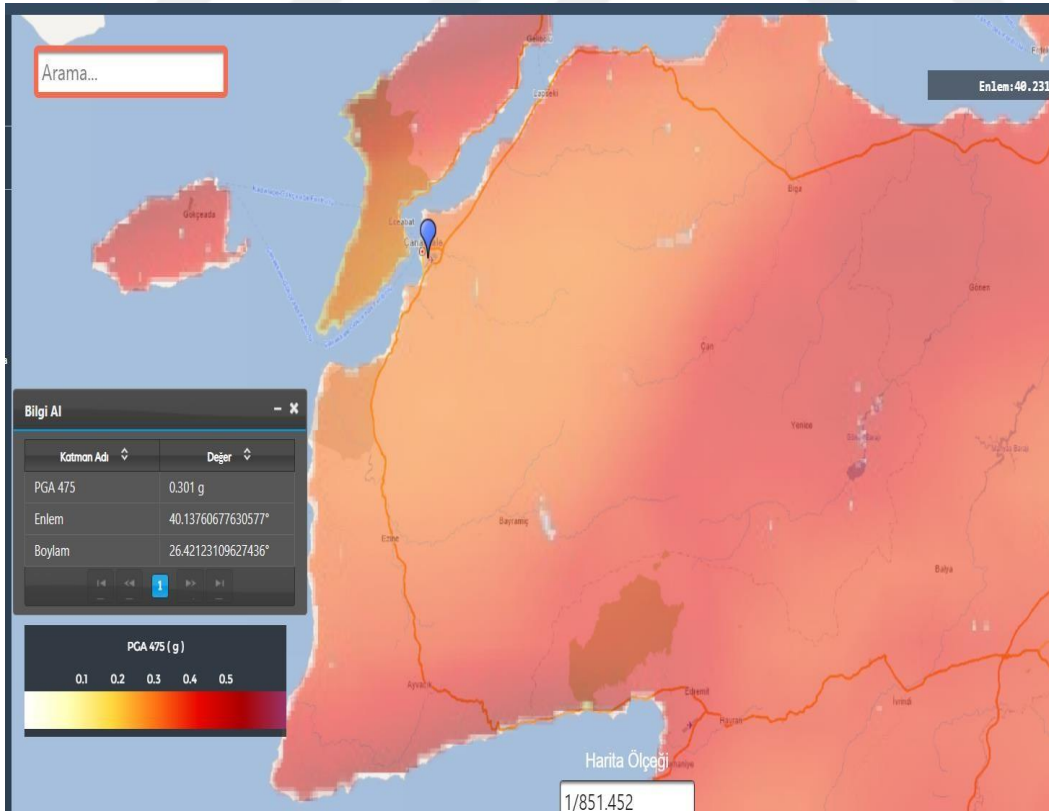 Arama...
Enlem:40.231
Gökçeada
Eceabat
Lapseki
Biga
Gönen
Çan
Yenice
Bayramiç
Ezine
Balya
Ayvacık
Edremit
Havran
İvrindi
Bilgi Al
Katman Adı Değer
PGA 475 0.301 g
Enlem 40.13760677630577°
Boylam 26.42123109627436°
1
PGA 475 ( g )
0.1 0.2 0.3 0.4 0.5
Harita Ölçeği
1/851.452